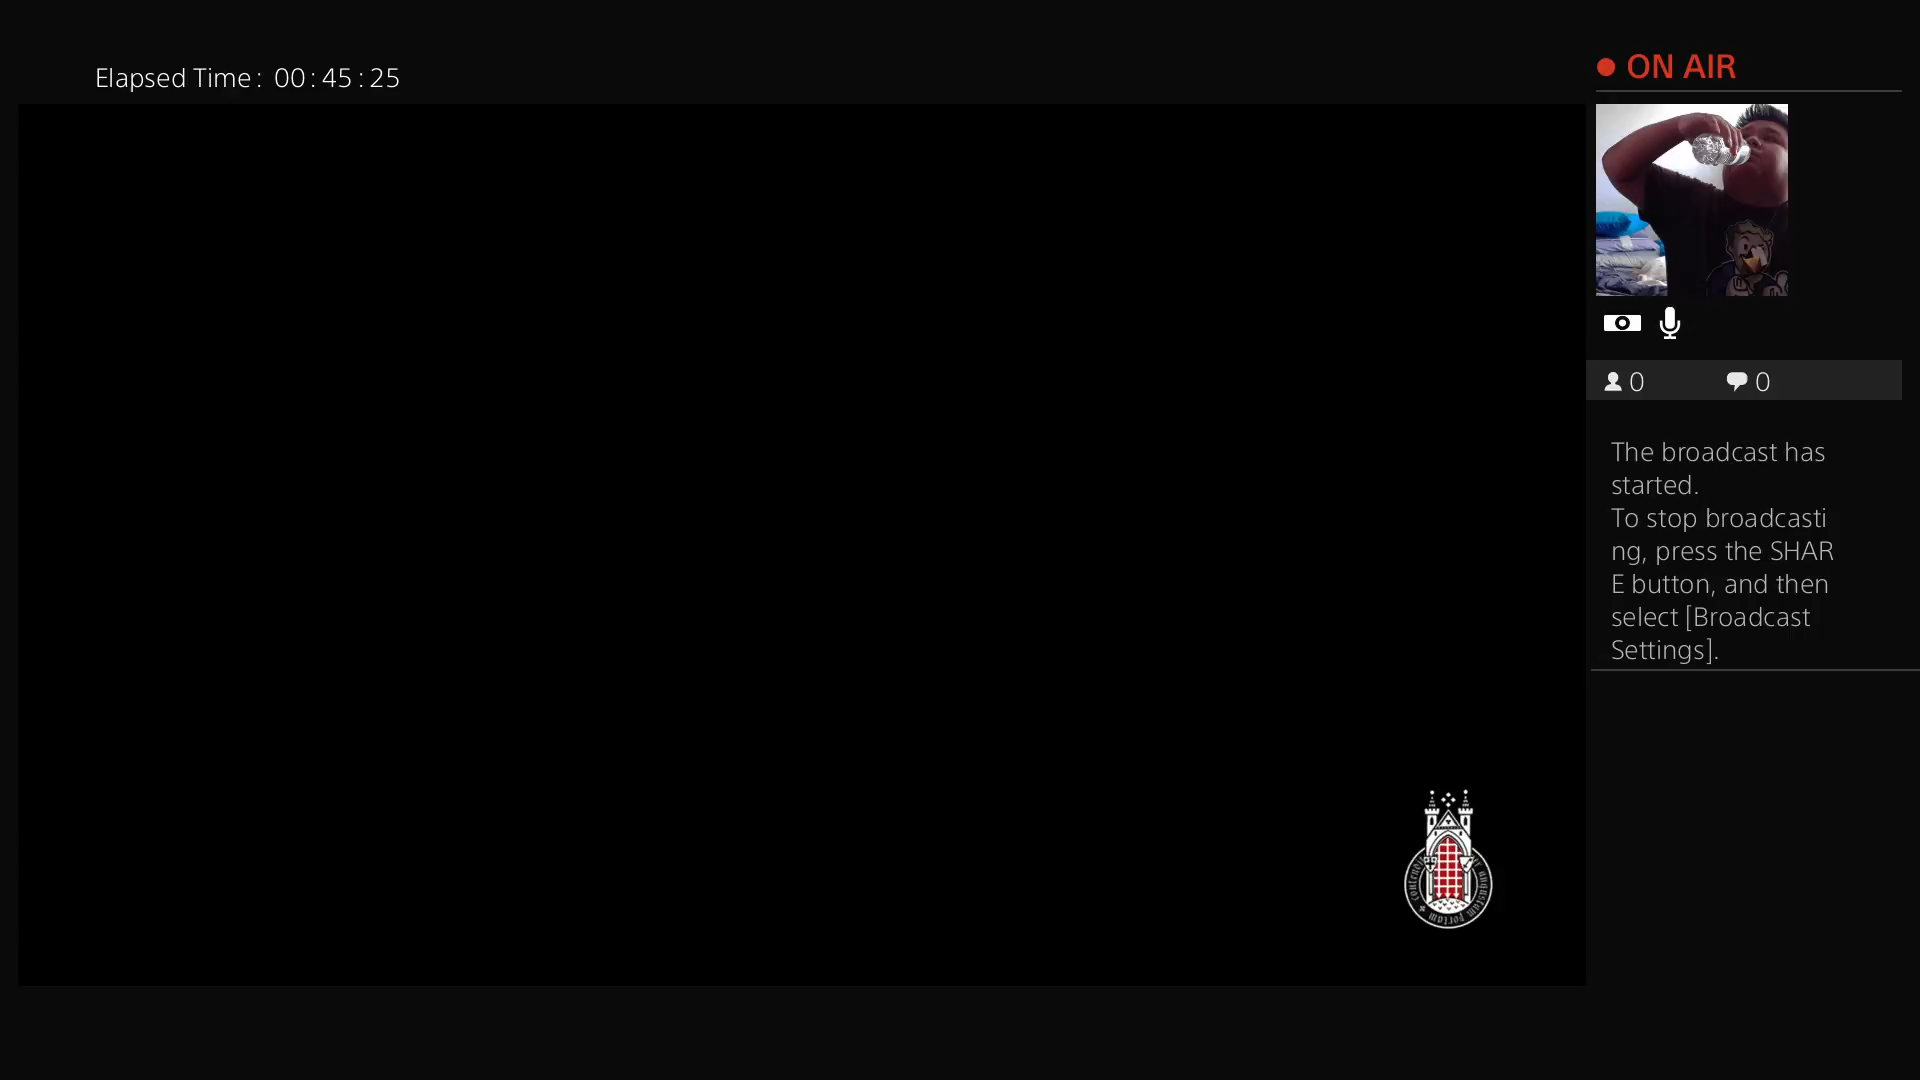 Elapsed Time: 00:45:25
ON AIR
0
0
The broadcast has
started.
To stop broadcasti
ng, press the SHAR
E button, and then
select [Broadcast
Settings].
portam